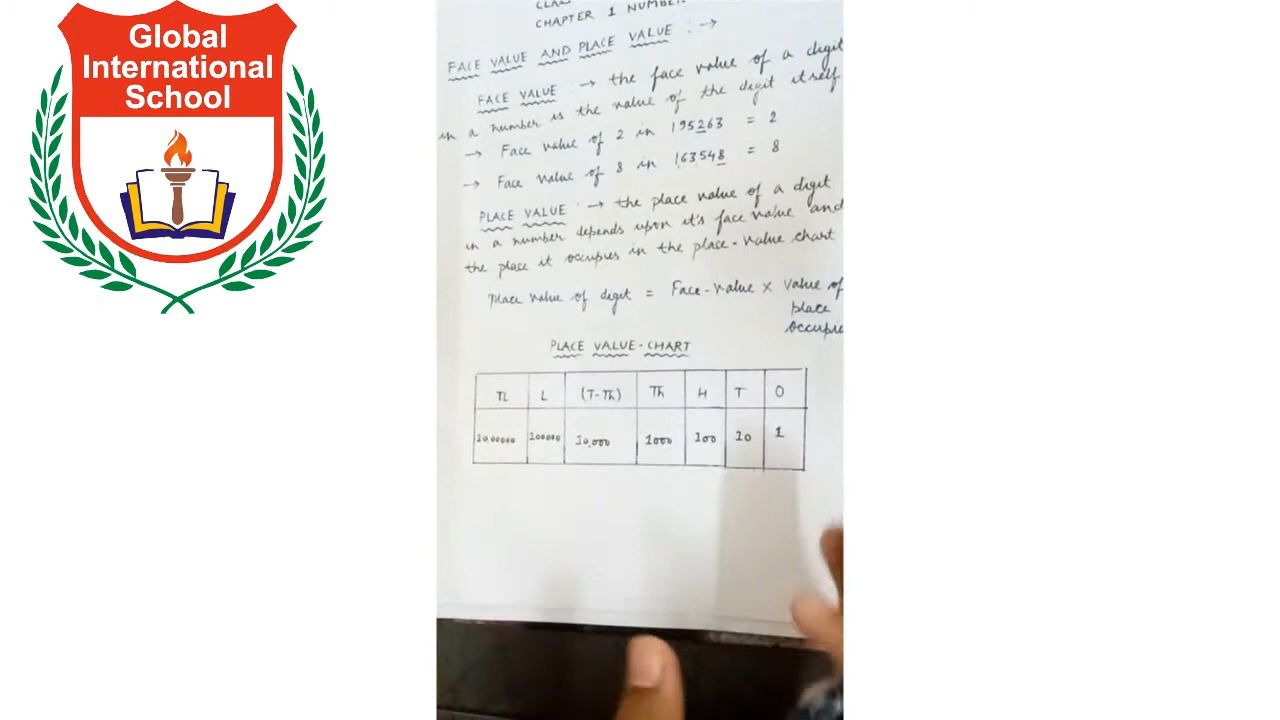 Global
International
School
CHAPTER 1 NUMBER
FACE VALUE AND PLACE VALUE :→
FACE VALUE :→ the face value of a digit
in a number is the value of the digit itself
→ Face value of 2 in 195263 = 2
→ Face value of 8 in 163548 = 8
PLACE VALUE :→ the place value of a digit
in a number depends upon it's face value and
the place it occupies in the place-value chart
Place value of digit = Face-value × value of
place
occupie
PLACE VALUE-CHART
TL L (T-Th) Th H T O
10,00000 100000 10,000 1000 100 10 1